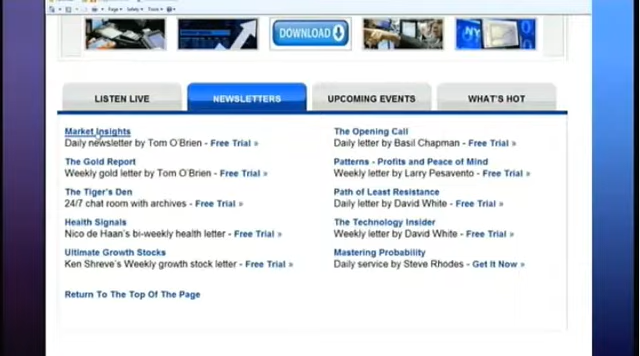 Page Safety Tools
DOWNLOAD
LISTEN LIVE
NEWSLETTERS
UPCOMING EVENTS
WHAT'S HOT
Market Insights
Daily newsletter by Tom O'Brien - Free Trial »
The Gold Report
Weekly gold letter by Tom O'Brien - Free Trial »
The Tiger's Den
24/7 chat room with archives - Free Trial »
Health Signals
Nico de Haan's bi-weekly health letter - Free Trial »
Ultimate Growth Stocks
Ken Shreve's Weekly growth stock letter - Free Trial »
Return To The Top Of The Page
The Opening Call
Daily letter by Basil Chapman - Free Trial »
Patterns - Profits and Peace of Mind
Weekly letter by Larry Pesavento - Free Trial »
Path of Least Resistance
Daily letter by David White - Free Trial »
The Technology Insider
Weekly letter by David White - Free Trial »
Mastering Probability
Daily service by Steve Rhodes - Get It Now »